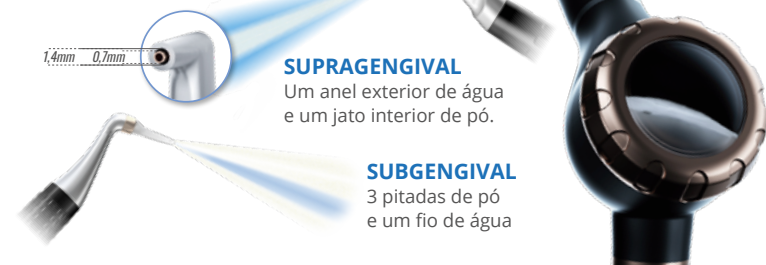 1,4mm 0,7mm
SUPRAGENGIVAL
Um anel exterior de água
e um jato interior de pó.
SUBGENGIVAL
3 pitadas de pó
e um fio de água